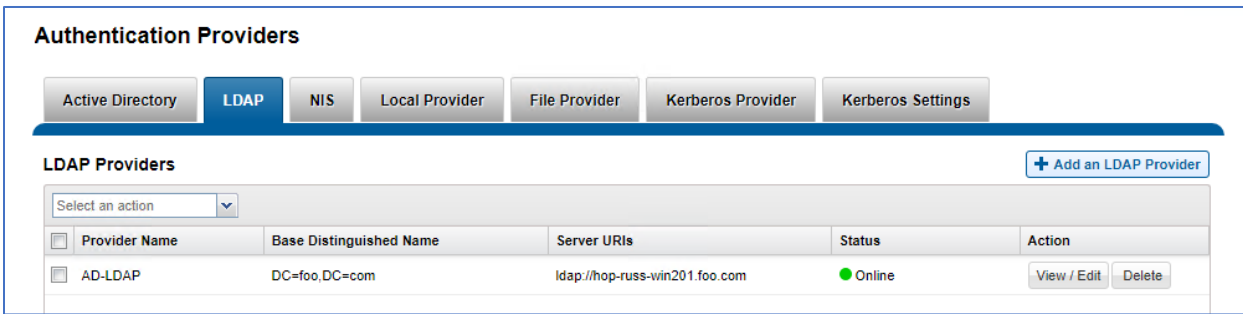 Authentication Providers
Active Directory LDAP NIS Local Provider File Provider Kerberos Provider Kerberos Settings
LDAP Providers + Add an LDAP Provider
Select an action
Provider Name Base Distinguished Name Server URIs Status Action
AD-LDAP DC=foo,DC=com ldap://hop-russ-win201.foo.com Online View / Edit Delete